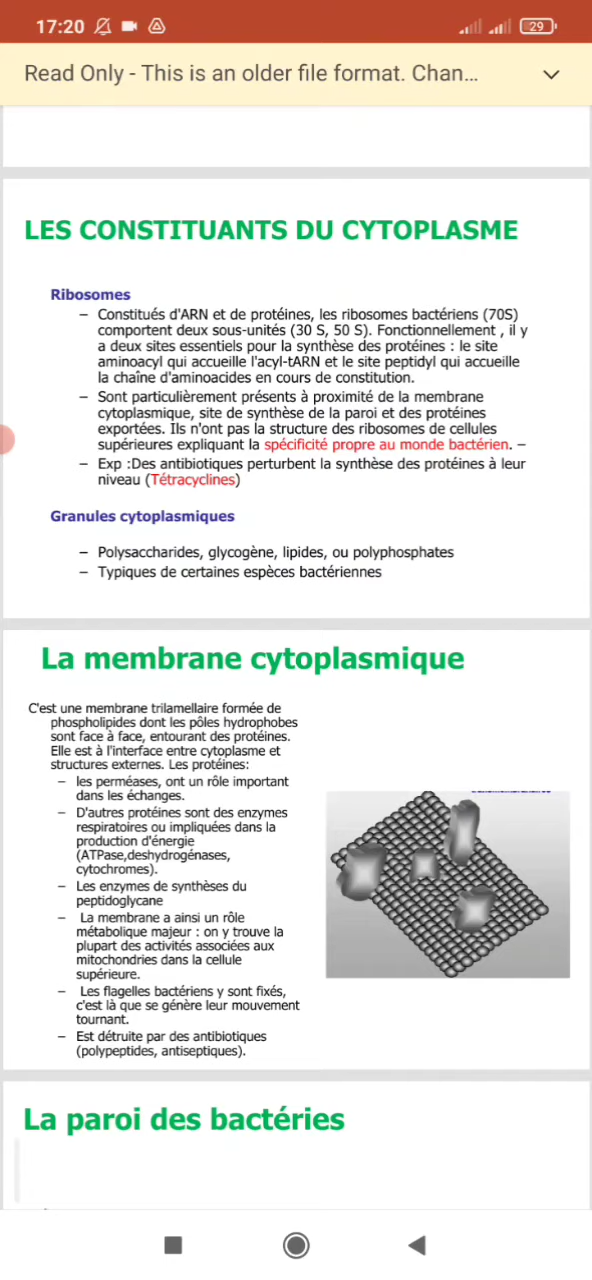 17:20
29
Read Only - This is an older file format. Chan...
LES CONSTITUANTS DU CYTOPLASME
Ribosomes
– Constitués d'ARN et de protéines, les ribosomes bactériens (70S)
comportent deux sous-unités (30 S, 50 S). Fonctionnellement , il y
a deux sites essentiels pour la synthèse des protéines : le site
aminoacyl qui accueille l'acyl-tARN et le site peptidyl qui accueille
la chaîne d'aminoacides en cours de constitution.
– Sont particulièrement présents à proximité de la membrane
cytoplasmique, site de synthèse de la paroi et des protéines
exportées. Ils n'ont pas la structure des ribosomes de cellules
supérieures expliquant la spécificité propre au monde bactérien. –
– Exp :Des antibiotiques perturbent la synthèse des protéines à leur
niveau (Tétracyclines)
Granules cytoplasmiques
– Polysaccharides, glycogène, lipides, ou polyphosphates
– Typiques de certaines espèces bactériennes
La membrane cytoplasmique
C'est une membrane trilamellaire formée de
phospholipides dont les pôles hydrophobes
sont face à face, entourant des protéines.
Elle est à l'interface entre cytoplasme et
structures externes. Les protéines:
– les perméases, ont un rôle important
dans les échanges.
– D'autres protéines sont des enzymes
respiratoires ou impliquées dans la
production d'énergie
(ATPase,deshydrogénases,
cytochromes).
– Les enzymes de synthèses du
peptidoglycane
– La membrane a ainsi un rôle
métabolique majeur : on y trouve la
plupart des activités associées aux
mitochondries dans la cellule
supérieure.
– Les flagelles bactériens y sont fixés,
c'est là que se génère leur mouvement
tournant.
– Est détruite par des antibiotiques
(polypeptides, antiseptiques).
La paroi des bactéries